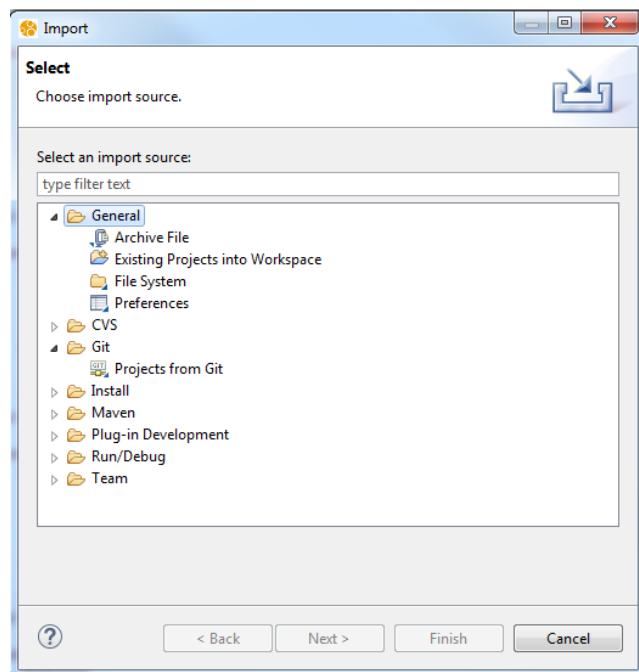 Import
Select
Choose import source.
Select an import source:
type filter text
General
Archive File
Existing Projects into Workspace
File System
Preferences
CVS
Git
GIT
Projects from Git
Install
Maven
Plug-in Development
Run/Debug
Team
?
< Back
Next >
Finish
Cancel